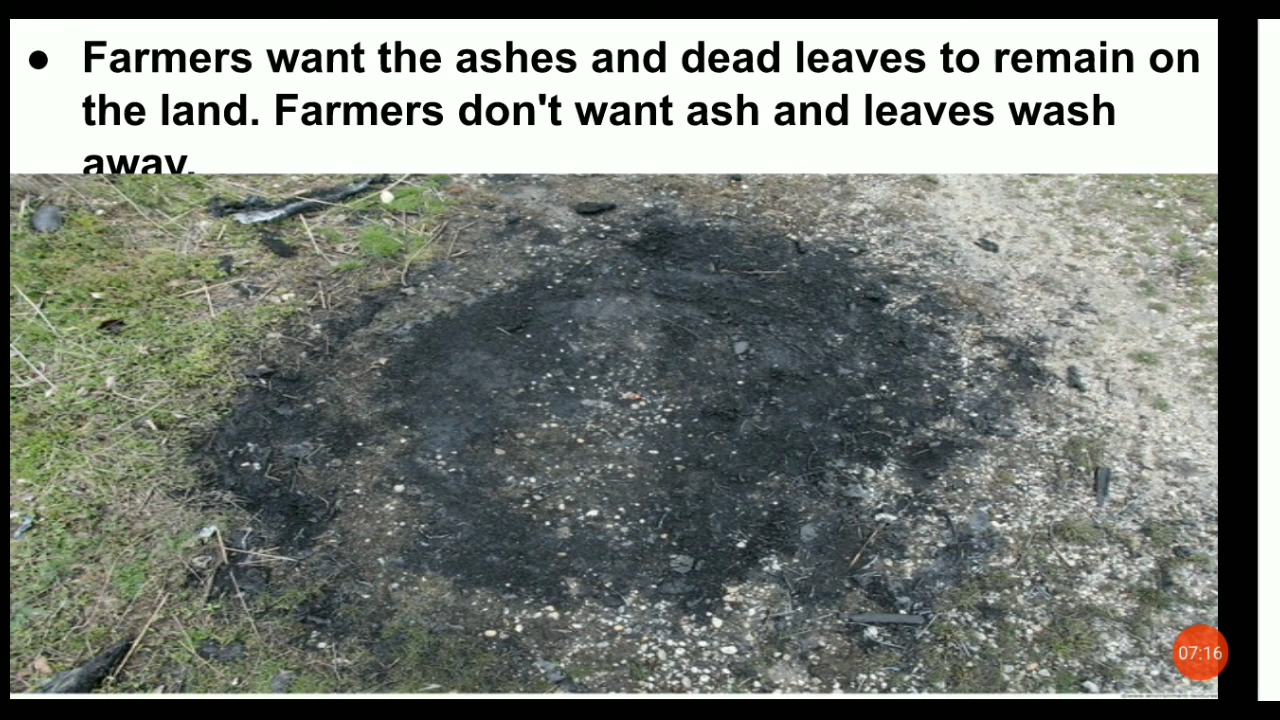 ● Farmers want the ashes and dead leaves to remain on
the land. Farmers don't want ash and leaves wash
away.
07:16